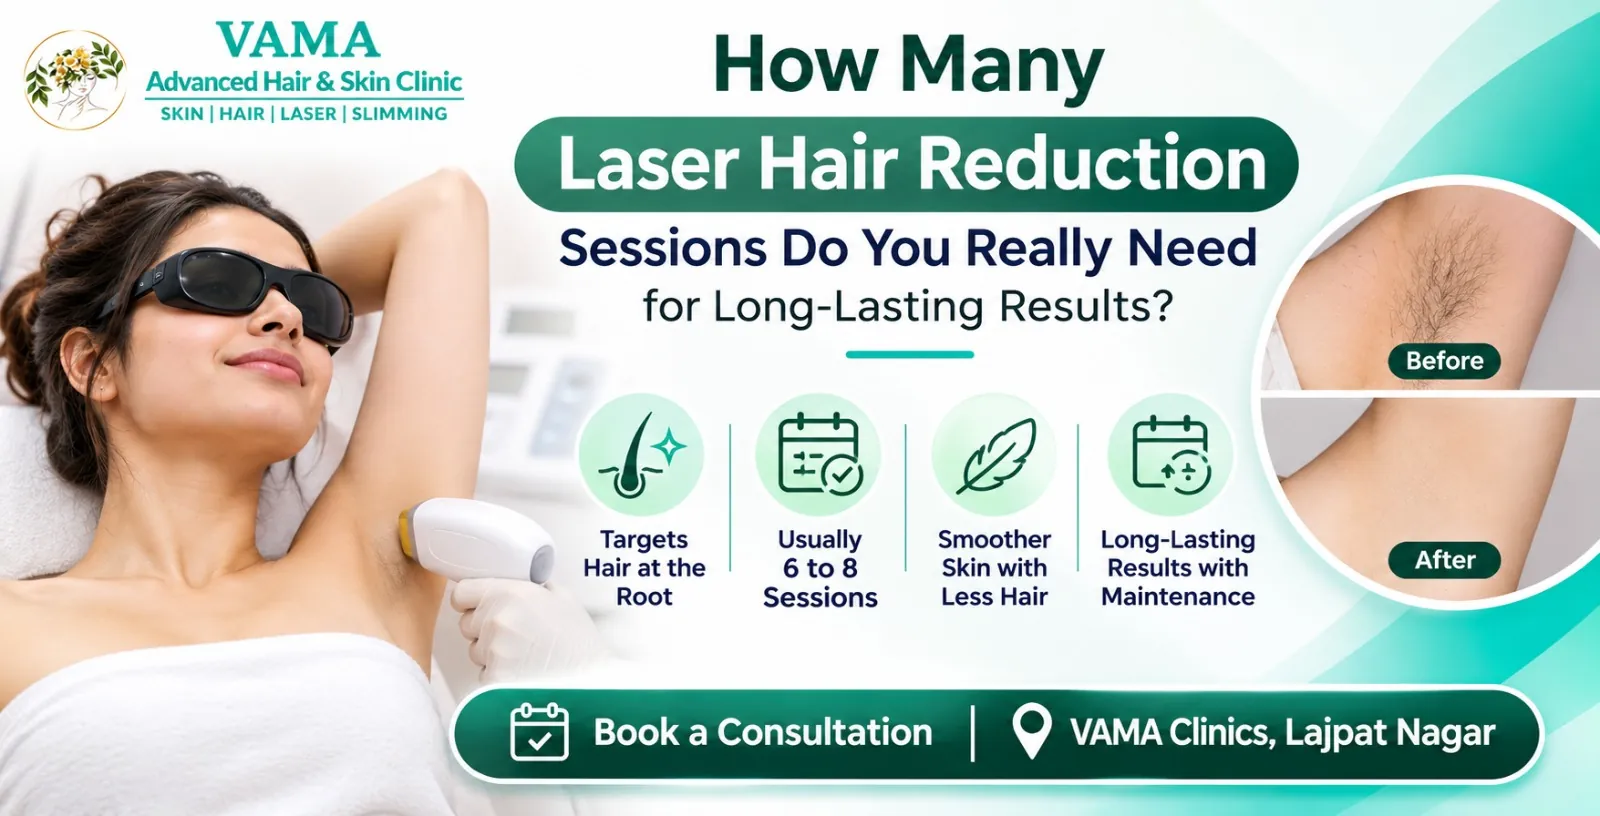 VAMA
Advanced Hair & Skin Clinic
SKIN | HAIR | LASER | SLIMMING
How Many
Laser Hair Reduction
Sessions Do You Really Need
for Long-Lasting Results?
Targets
Hair at the
Root
Usually
6 to 8
Sessions
Smoother
Skin with
Less Hair
Long-Lasting
Results with
Maintenance
Before
After
Book a Consultation | VAMA Clinics, Lajpat Nagar